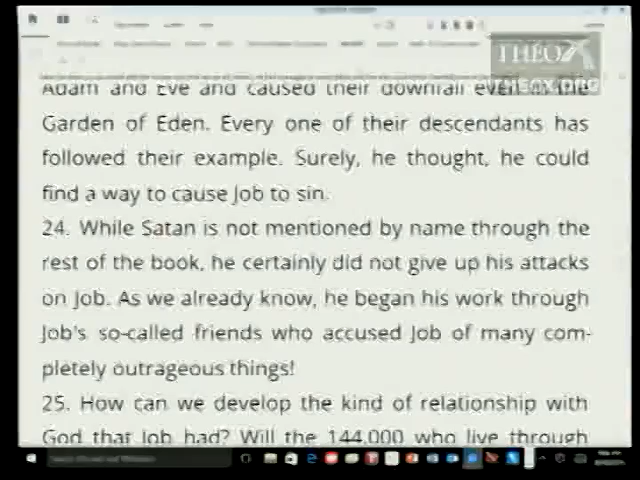 THEOX
THEOX.ORG
Adam and Eve and caused their downfall even in the
Garden of Eden. Every one of their descendants has
followed their example. Surely, he thought, he could
find a way to cause Job to sin.
24. While Satan is not mentioned by name through the
rest of the book, he certainly did not give up his attacks
on Job. As we already know, he began his work through
Job's so-called friends who accused Job of many com-
pletely outrageous things!
25. How can we develop the kind of relationship with
God that Job had? Will the 144,000 who live through